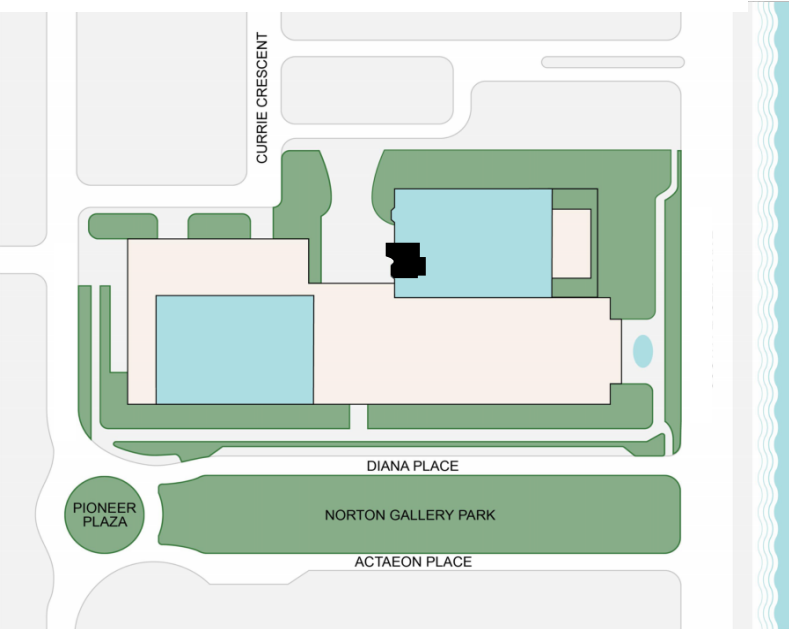 CURRIE CRESCENT
DIANA PLACE
PIONEER
PLAZA
NORTON GALLERY PARK
ACTAEON PLACE